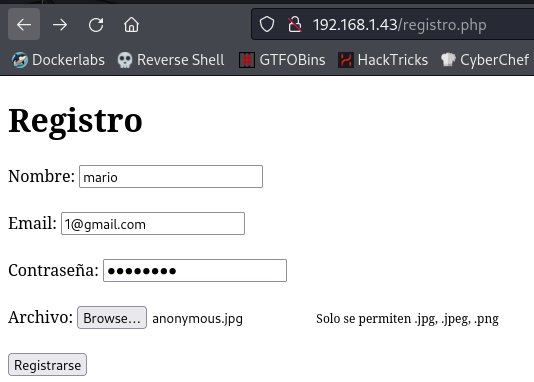 192.168.1.43/registro.php
Dockerlabs Reverse Shell GTFOBins HackTricks CyberChef
Registro
Nombre: mario
Email: 1@gmail.com
Contraseña: ●●●●●●●●
Archivo: Browse... anonymous.jpg Solo se permiten .jpg, .jpeg, .png
Registrarse